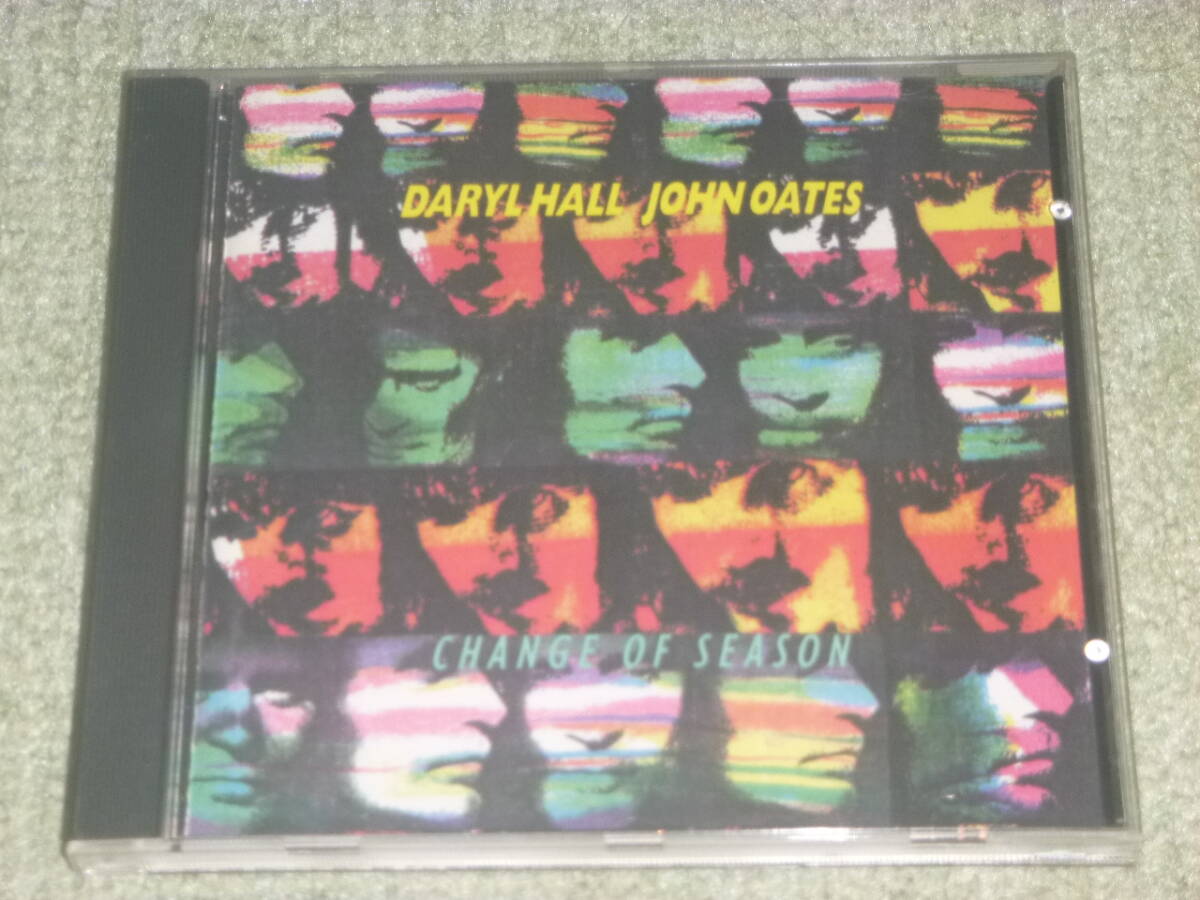 DARYL HALL JOHN OATES
CHANGE OF SEASON